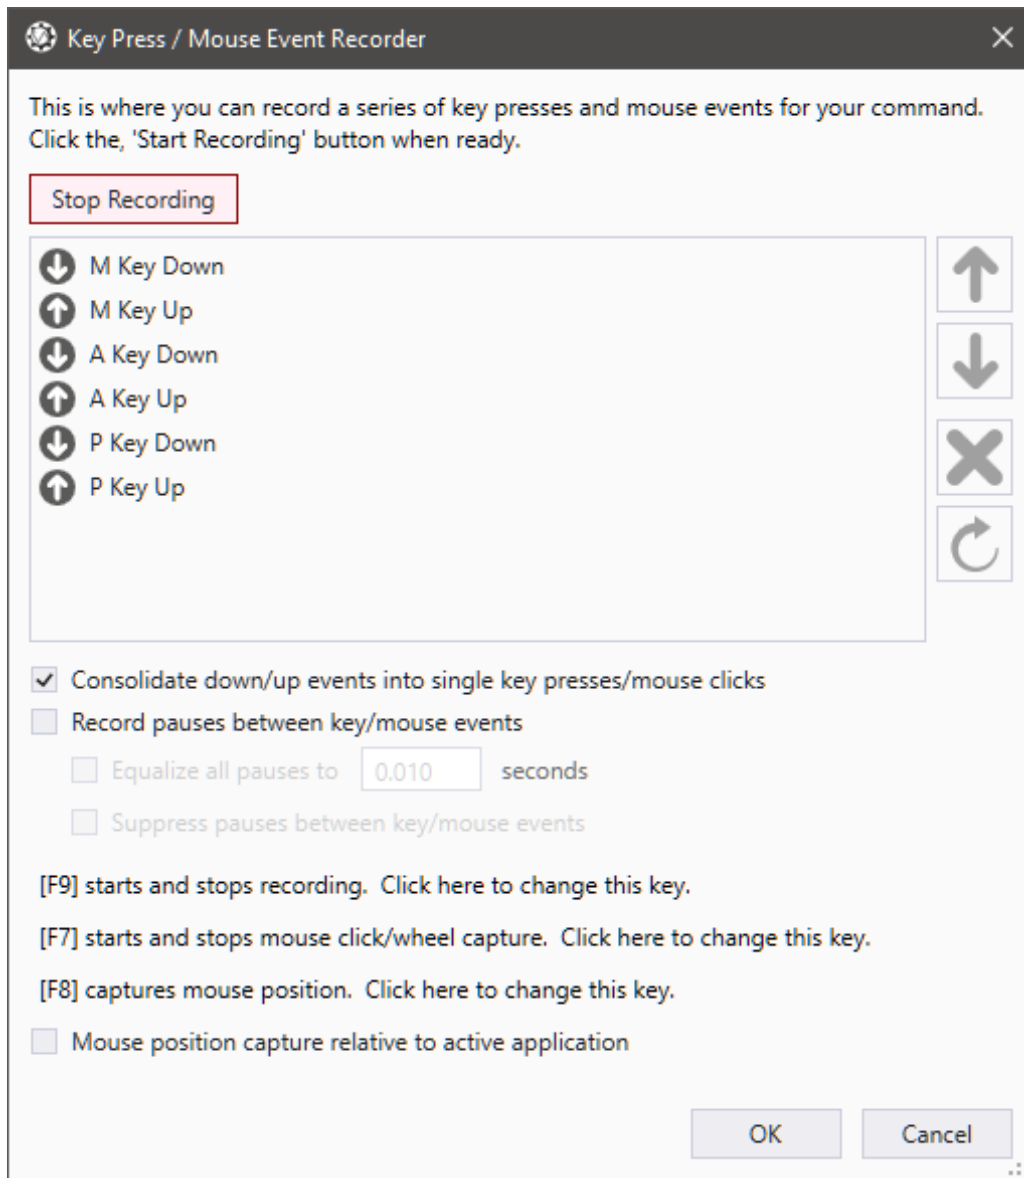 Key Press / Mouse Event Recorder
This is where you can record a series of key presses and mouse events for your command.
Click the, 'Start Recording' button when ready.
Stop Recording
M Key Down
M Key Up
A Key Down
A Key Up
P Key Down
P Key Up
Consolidate down/up events into single key presses/mouse clicks
Record pauses between key/mouse events
Equalize all pauses to 0.010 seconds
Suppress pauses between key/mouse events
[F9] starts and stops recording.  Click here to change this key.
[F7] starts and stops mouse click/wheel capture.  Click here to change this key.
[F8] captures mouse position.  Click here to change this key.
Mouse position capture relative to active application
OK Cancel